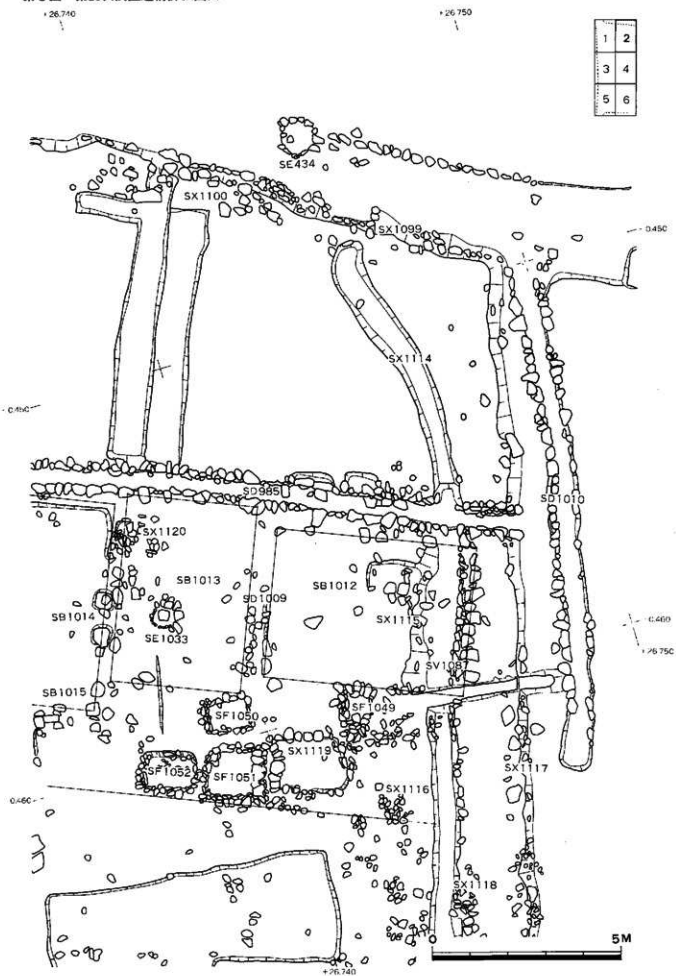 +26.740
+26.750
1 2
3 4
5 6
SE434
SX1100
SX1099
-0.450
SX1114
-0.450
SD985
SD1010
SX1120
SB1013
SB1012
SD1009
SB1014
SX1115
SE1033
-0.460
+26.750
SV108
SB1015
SF1049
SF1050
SX1119
SX1117
SF1052
SF1051
SX1116
0.460
SX1118
0
5M
+26.740